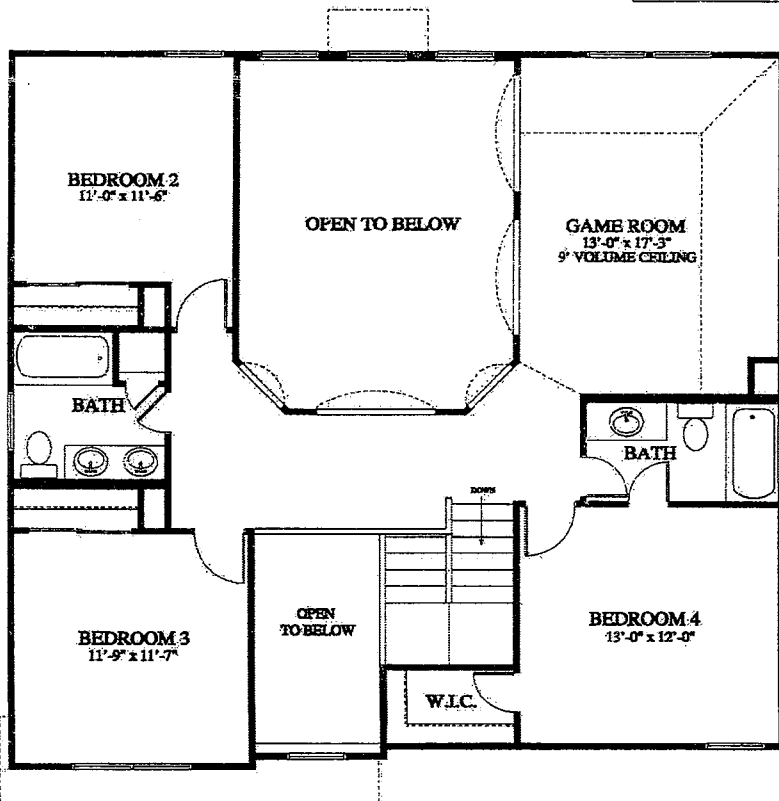 BEDROOM 2
11'-0" x 11'-6"
OPEN TO BELOW
GAME ROOM
13'-0" x 17'-3"
9' VOLUME CEILING
BATH
BATH
DOWN
BEDROOM 3
11'-9" x 11'-7"
OPEN
TO BELOW
BEDROOM 4
13'-0" x 12'-0"
W.I.C.